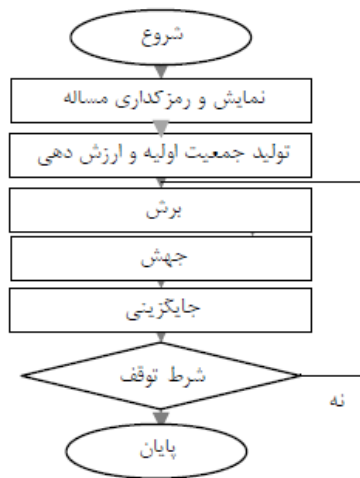 شروع
نمایش و رمزکداری مساله
تولید جمعیت اولیه و ارزش دهی
برش
جهش
جایگزینی
شرط توقف
نه
پایان